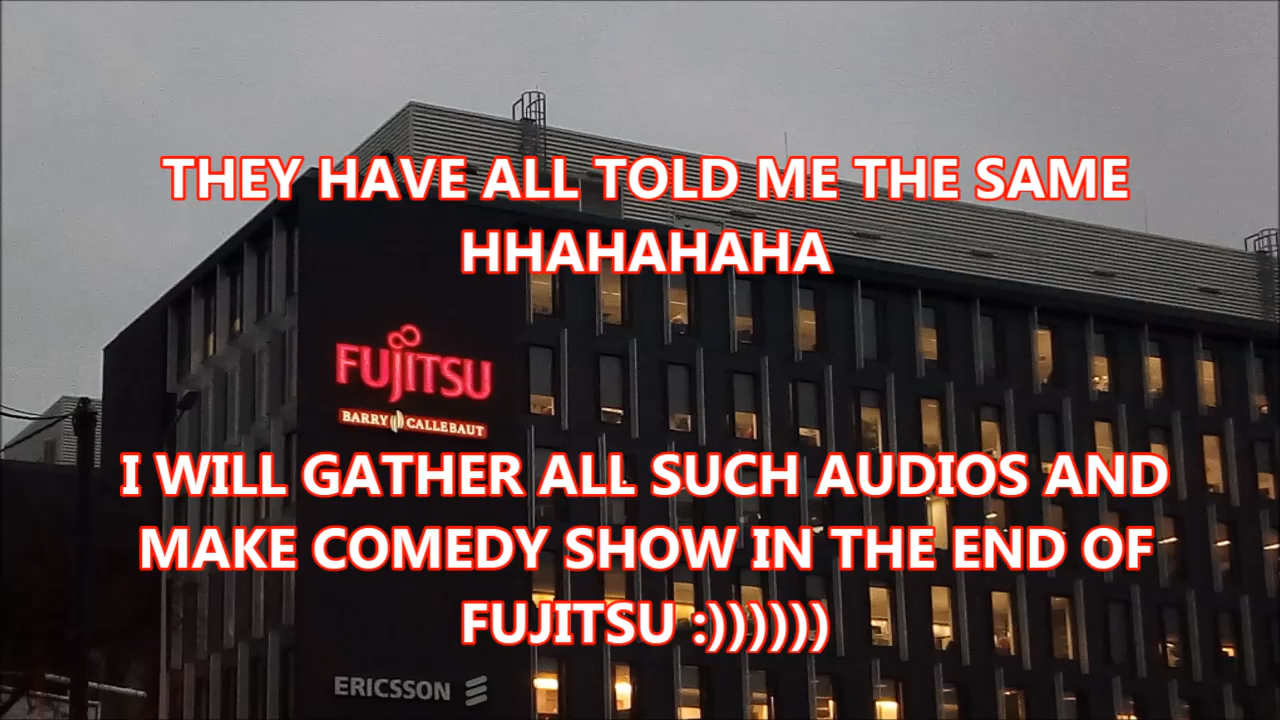 THEY HAVE ALL TOLD ME THE SAME
HHAHAHAHA
FUJITSU
BARRY CALLEBAUT
I WILL GATHER ALL SUCH AUDIOS AND
MAKE COMEDY SHOW IN THE END OF
FUJITSU :))))))
ERICSSON